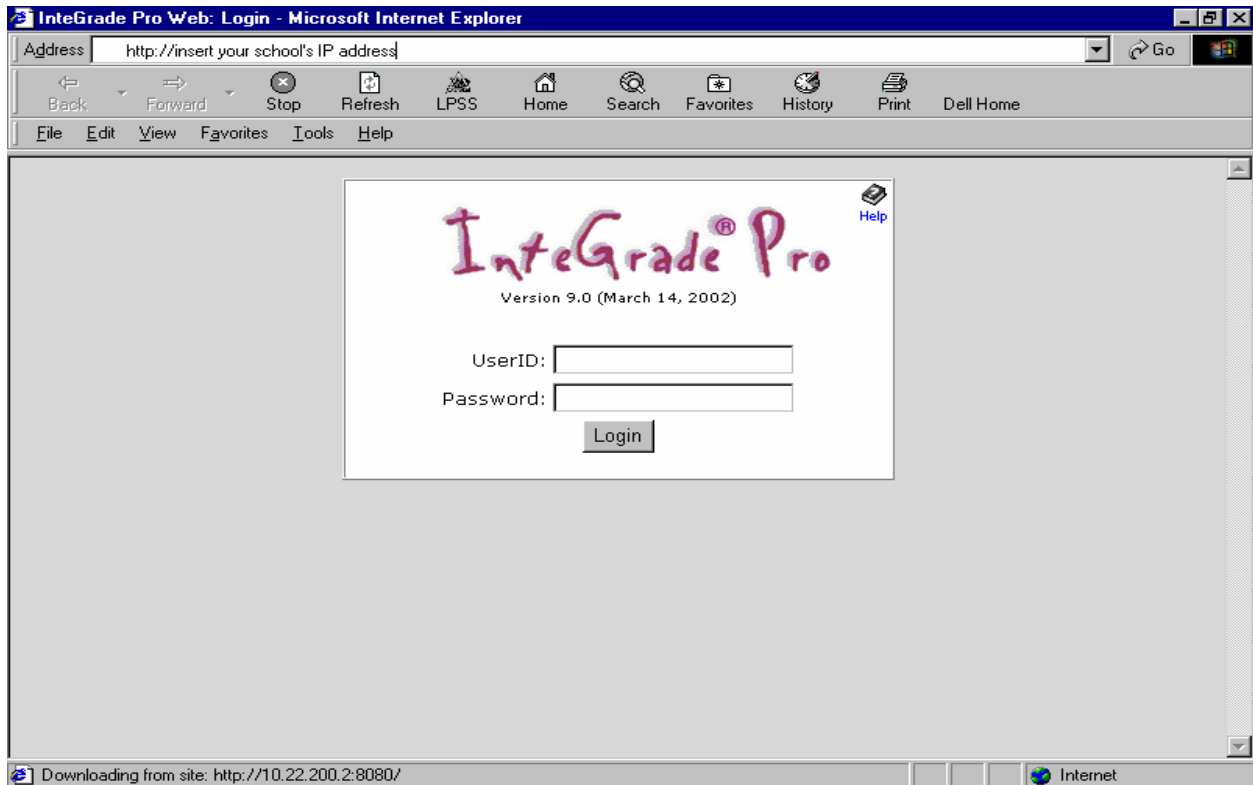 InteGrade Pro Web: Login - Microsoft Internet Explorer
Address http://insert your school's IP address Go
Back Forward Stop Refresh LPSS Home Search Favorites History Print Dell Home
File Edit View Favorites Tools Help
Help
InteGrade® Pro
Version 9.0 (March 14, 2002)
UserID:
Password:
Login
Downloading from site: http://10.22.200.2:8080/ Internet